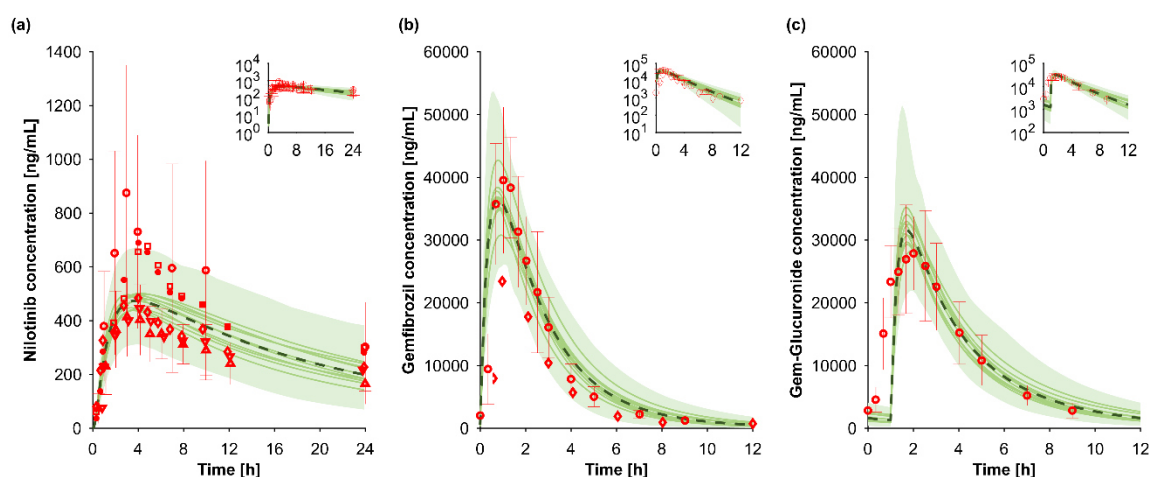 (a)
Nilotinib concentration [ng/mL]
1400
1200
1000
800
600
400
200
0
0 4 8 12 16 20 24
Time [h]
10^4
10^3
10^2
10^1
10^0
0 8 16 24
(b)
Gemfibrozil concentration [ng/mL]
60000
50000
40000
30000
20000
10000
0
0 2 4 6 8 10 12
Time [h]
10^5
10^4
10^3
10^2
10^1
0 4 8 12
(c)
Gem-Glucuronide concentration [ng/mL]
60000
50000
40000
30000
20000
10000
0
0 2 4 6 8 10 12
Time [h]
10^5
10^4
10^3
10^2
0 4 8 12